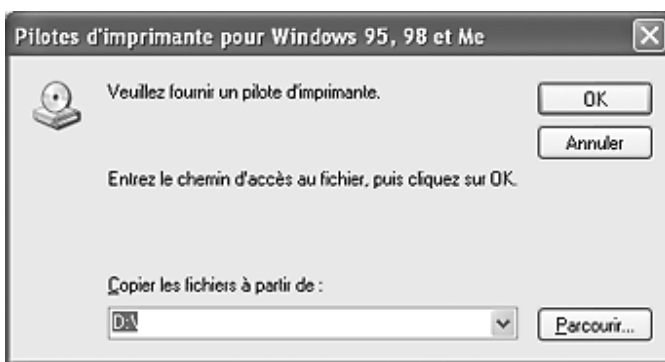 Pilotes d'imprimante pour Windows 95, 98 et Me
Veuillez fournir un pilote d'imprimante.
OK
Annuler
Entrez le chemin d'accès au fichier, puis cliquez sur OK.
Copier les fichiers à partir de :
D:\
Parcourir...